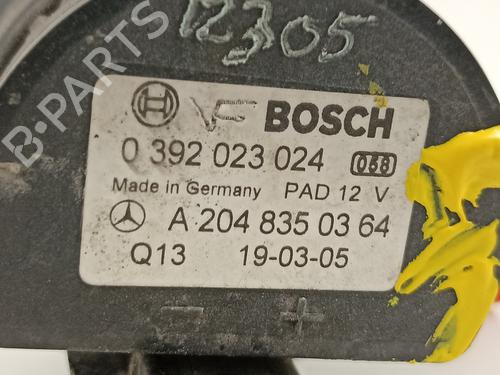 12305
B-PARTS
BOSCH
0 392 023 024 068
Made in Germany PAD 12 V
A 204 835 03 64
Q13 19-03-05
- +